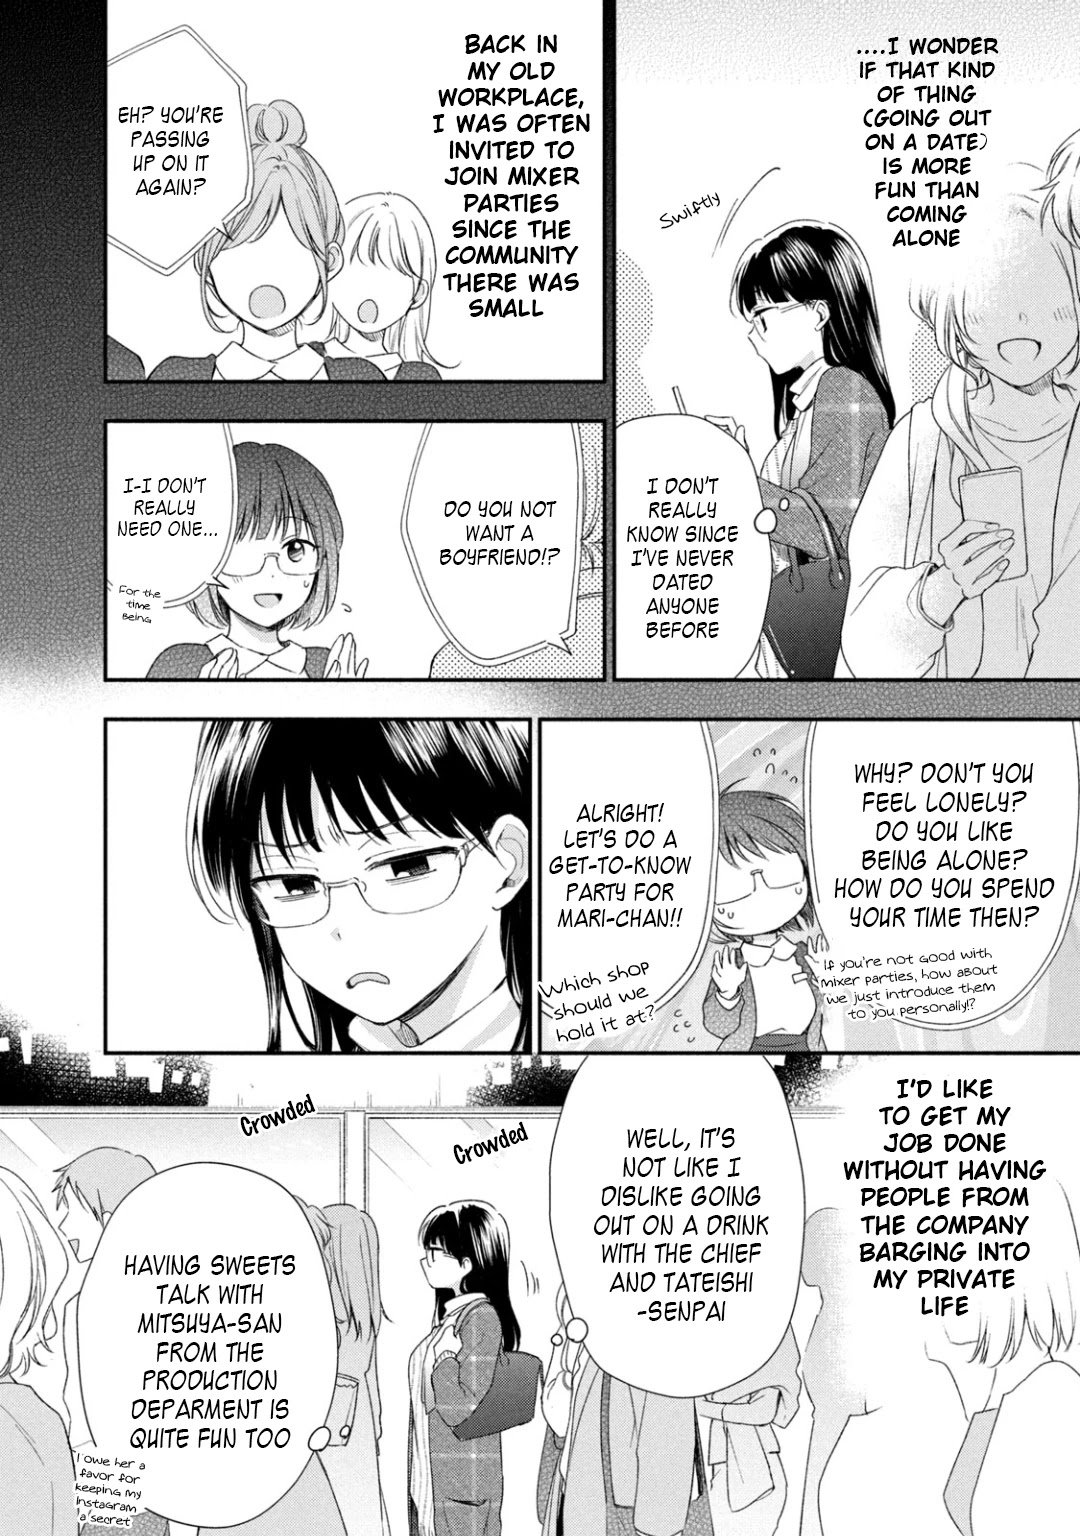 ....I WONDER
IF THAT KIND
OF THING
(GOING OUT
ON A DATE)
IS MORE
FUN THAN
COMING
ALONE
Swiftly
I DON'T
REALLY
KNOW SINCE
I'VE NEVER
DATED
ANYONE
BEFORE
BACK IN
MY OLD
WORKPLACE,
I WAS OFTEN
INVITED TO
JOIN MIXER
PARTIES
SINCE THE
COMMUNITY
THERE WAS
SMALL
EH? YOU'RE
PASSING
UP ON IT
AGAIN?
DO YOU NOT
WANT A
BOYFRIEND!?
I-I DON'T
REALLY
NEED ONE...
For the
time
Being
WHY? DON'T YOU
FEEL LONELY?
DO YOU LIKE
BEING ALONE?
HOW DO YOU SPEND
YOUR TIME THEN?
If you're not Good with
mixer parties, how about
we just introduce them
to you personally!?
ALRIGHT!
LET'S DO A
GET-TO-KNOW
PARTY FOR
MARI-CHAN!!
Which shop
should we
hold it at?
I'D LIKE
TO GET MY
JOB DONE
WITHOUT HAVING
PEOPLE FROM
THE COMPANY
BARGING INTO
MY PRIVATE
LIFE
WELL, IT'S
NOT LIKE I
DISLIKE GOING
OUT ON A DRINK
WITH THE CHIEF
AND TATEISHI
-SENPAI
Crowded
Crowded
HAVING SWEETS
TALK WITH
MITSUYA-SAN
FROM THE
PRODUCTION
DEPARMENT IS
QUITE FUN TOO
I owe her a
favor for
keeping my
Instagram
a secret